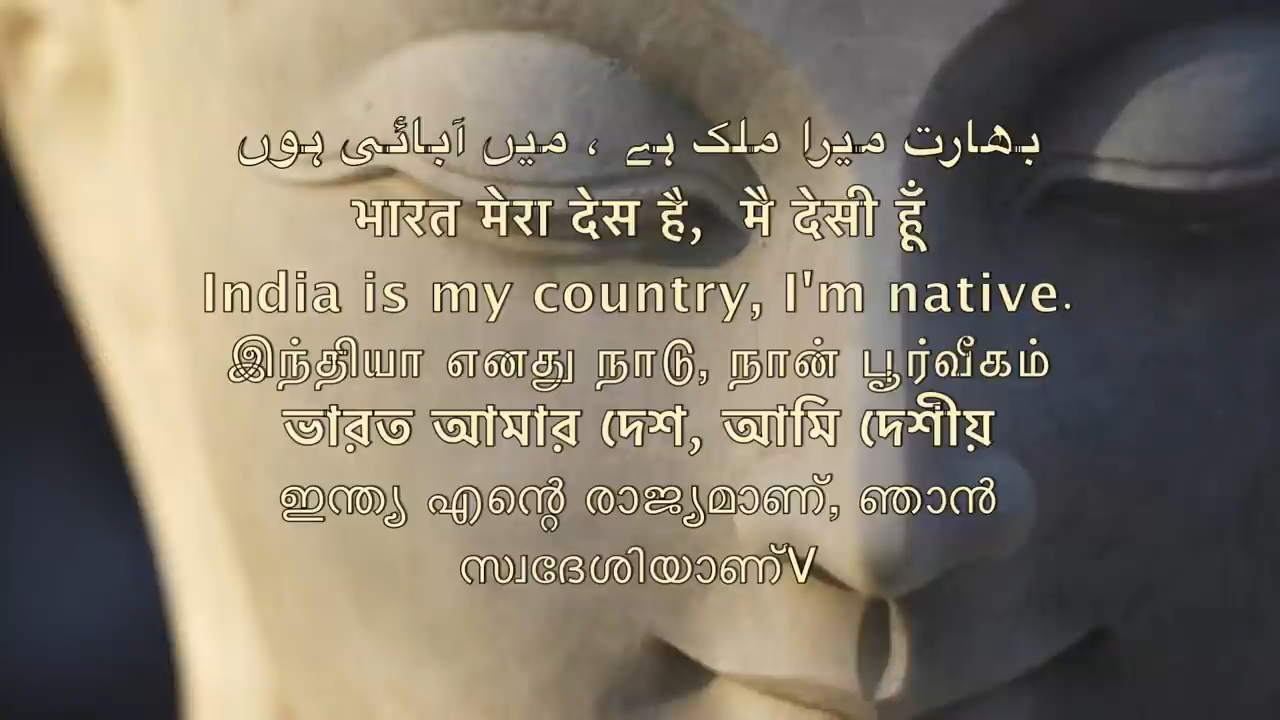 بھارت میرا ملک ہے ، میں آبائی ہوں
भारत मेरा देस है, मै देसी हूँ
India is my country, I'm native.
இந்தியா எனது நாடு, நான் பூர்வீகம்
ভারত আমার দেশ, আমি দেশীয়
ഇന്ത്യ എന്റെ രാജ്യമാണ്, ഞാൻ
സ്വദേശിയാണ്V